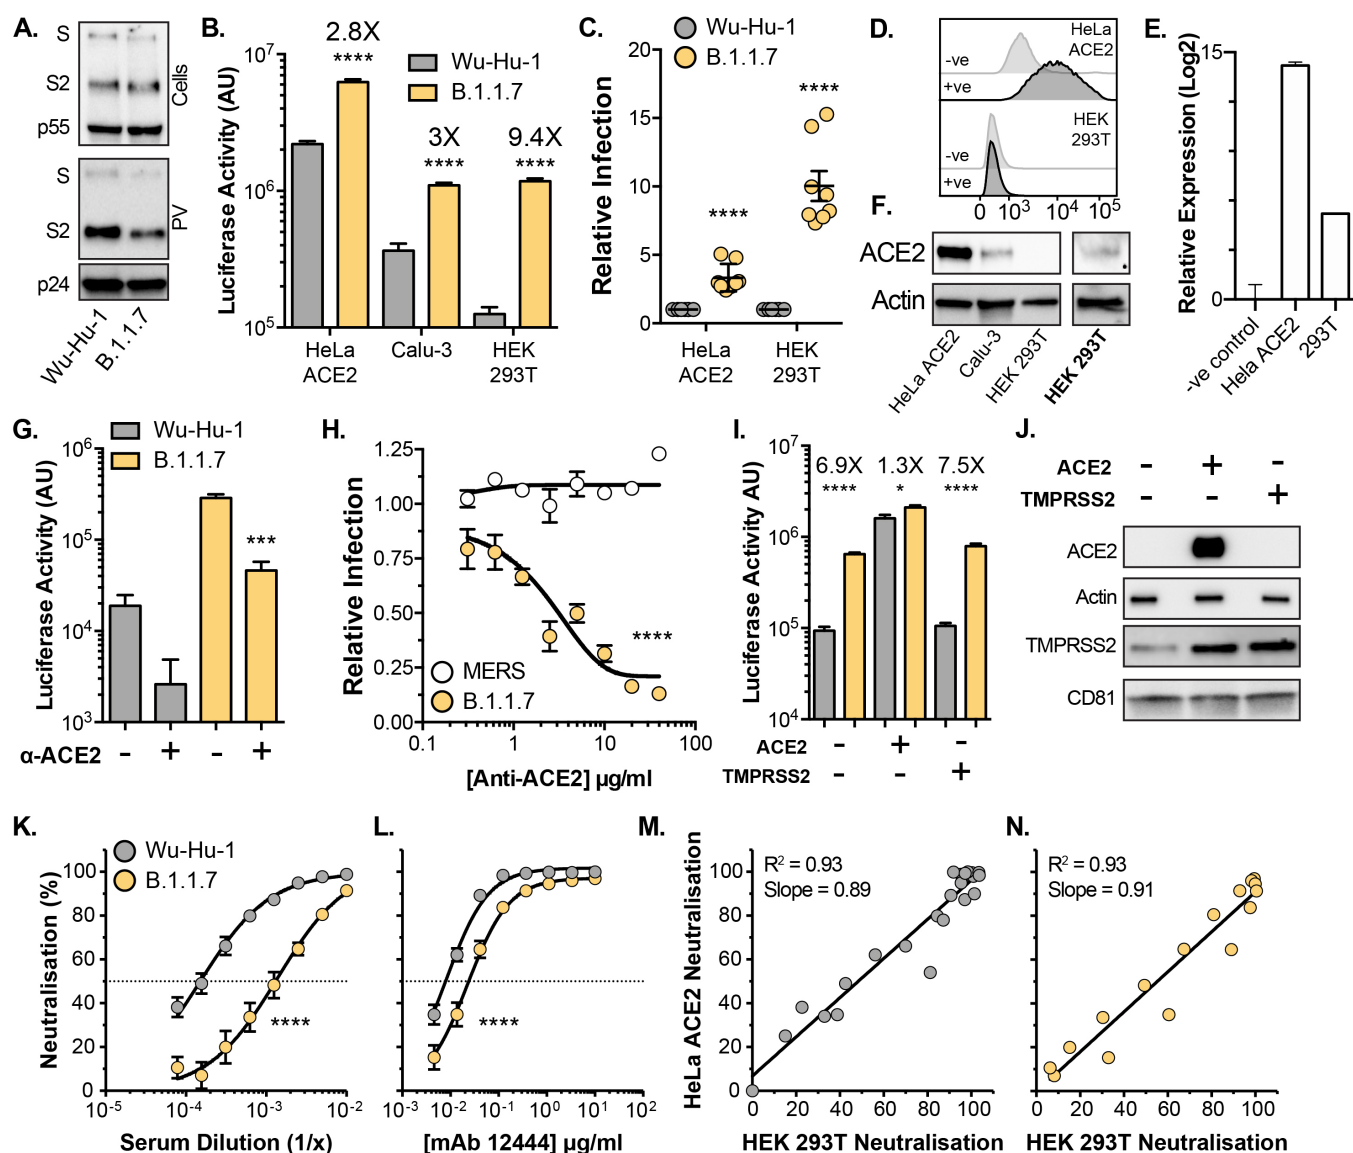 A.
S
S2
p55
Cells
S
S2
PV
p24
Wu-Hu-1
B.1.1.7
B.
Luciferase Activity (AU)
10^7
10^6
10^5
2.8X
****
3X
****
9.4X
****
Wu-Hu-1
B.1.1.7
HeLa ACE2
Calu-3
HEK 293T
C.
Wu-Hu-1
B.1.1.7
Relative Infection
20
15
10
5
0
****
****
HeLa ACE2
HEK 293T
D.
HeLa ACE2
-ve
+ve
HEK 293T
-ve
+ve
0 10^3 10^4 10^5
E.
Relative Expression (Log2)
15
0
-ve control
Hela ACE2
293T
F.
ACE2
Actin
HeLa ACE2
Calu-3
HEK 293T
HEK 293T
G.
Wu-Hu-1
B.1.1.7
Luciferase Activity (AU)
10^6
10^5
10^4
10^3
***
α-ACE2 - + - +
H.
Relative Infection
1.25
1.00
0.75
0.50
0.25
0.00
****
MERS
B.1.1.7
0.1 1 10 100
[Anti-ACE2] µg/ml
I.
Luciferase Activity AU)
10^7
10^6
10^5
10^4
6.9X 1.3X 7.5X
**** * ****
ACE2 - + -
TMPRSS2 - - +
J.
ACE2 - + -
TMPRSS2 - - +
ACE2
Actin
TMPRSS2
CD81
K.
Wu-Hu-1
B.1.1.7
Neutralisation (%)
100
80
60
40
20
0
****
10^-5 10^-4 10^-3 10^-2
Serum Dilution (1/x)
L.
****
10^-3 10^-2 10^-1 10^0 10^1 10^2
[mAb 12444] µg/ml
M.
HeLa ACE2 Neutralisation
100
80
60
40
20
0
R² = 0.93
Slope = 0.89
0 20 40 60 80 100
HEK 293T Neutralisation
N.
100
80
60
40
20
0
R² = 0.93
Slope = 0.91
0 20 40 60 80 100
HEK 293T Neutralisation